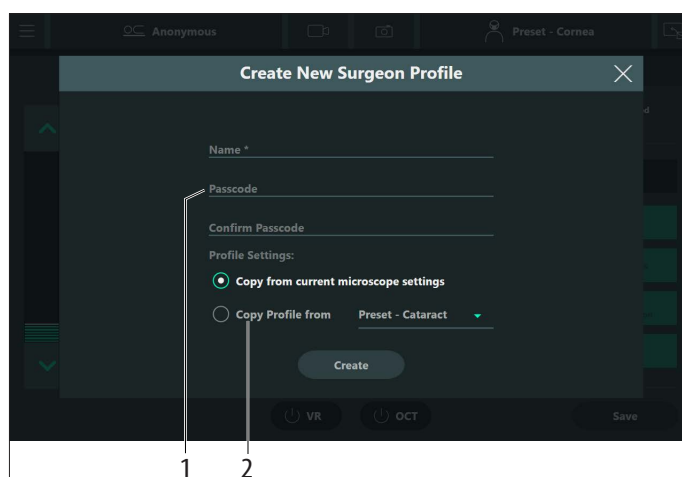 Anonymous
Preset - Cornea
Create New Surgeon Profile
Name *
Passcode
Confirm Passcode
Profile Settings:
Copy from current microscope settings
Copy Profile from Preset - Cataract
Create
VR OCT Save
1 2